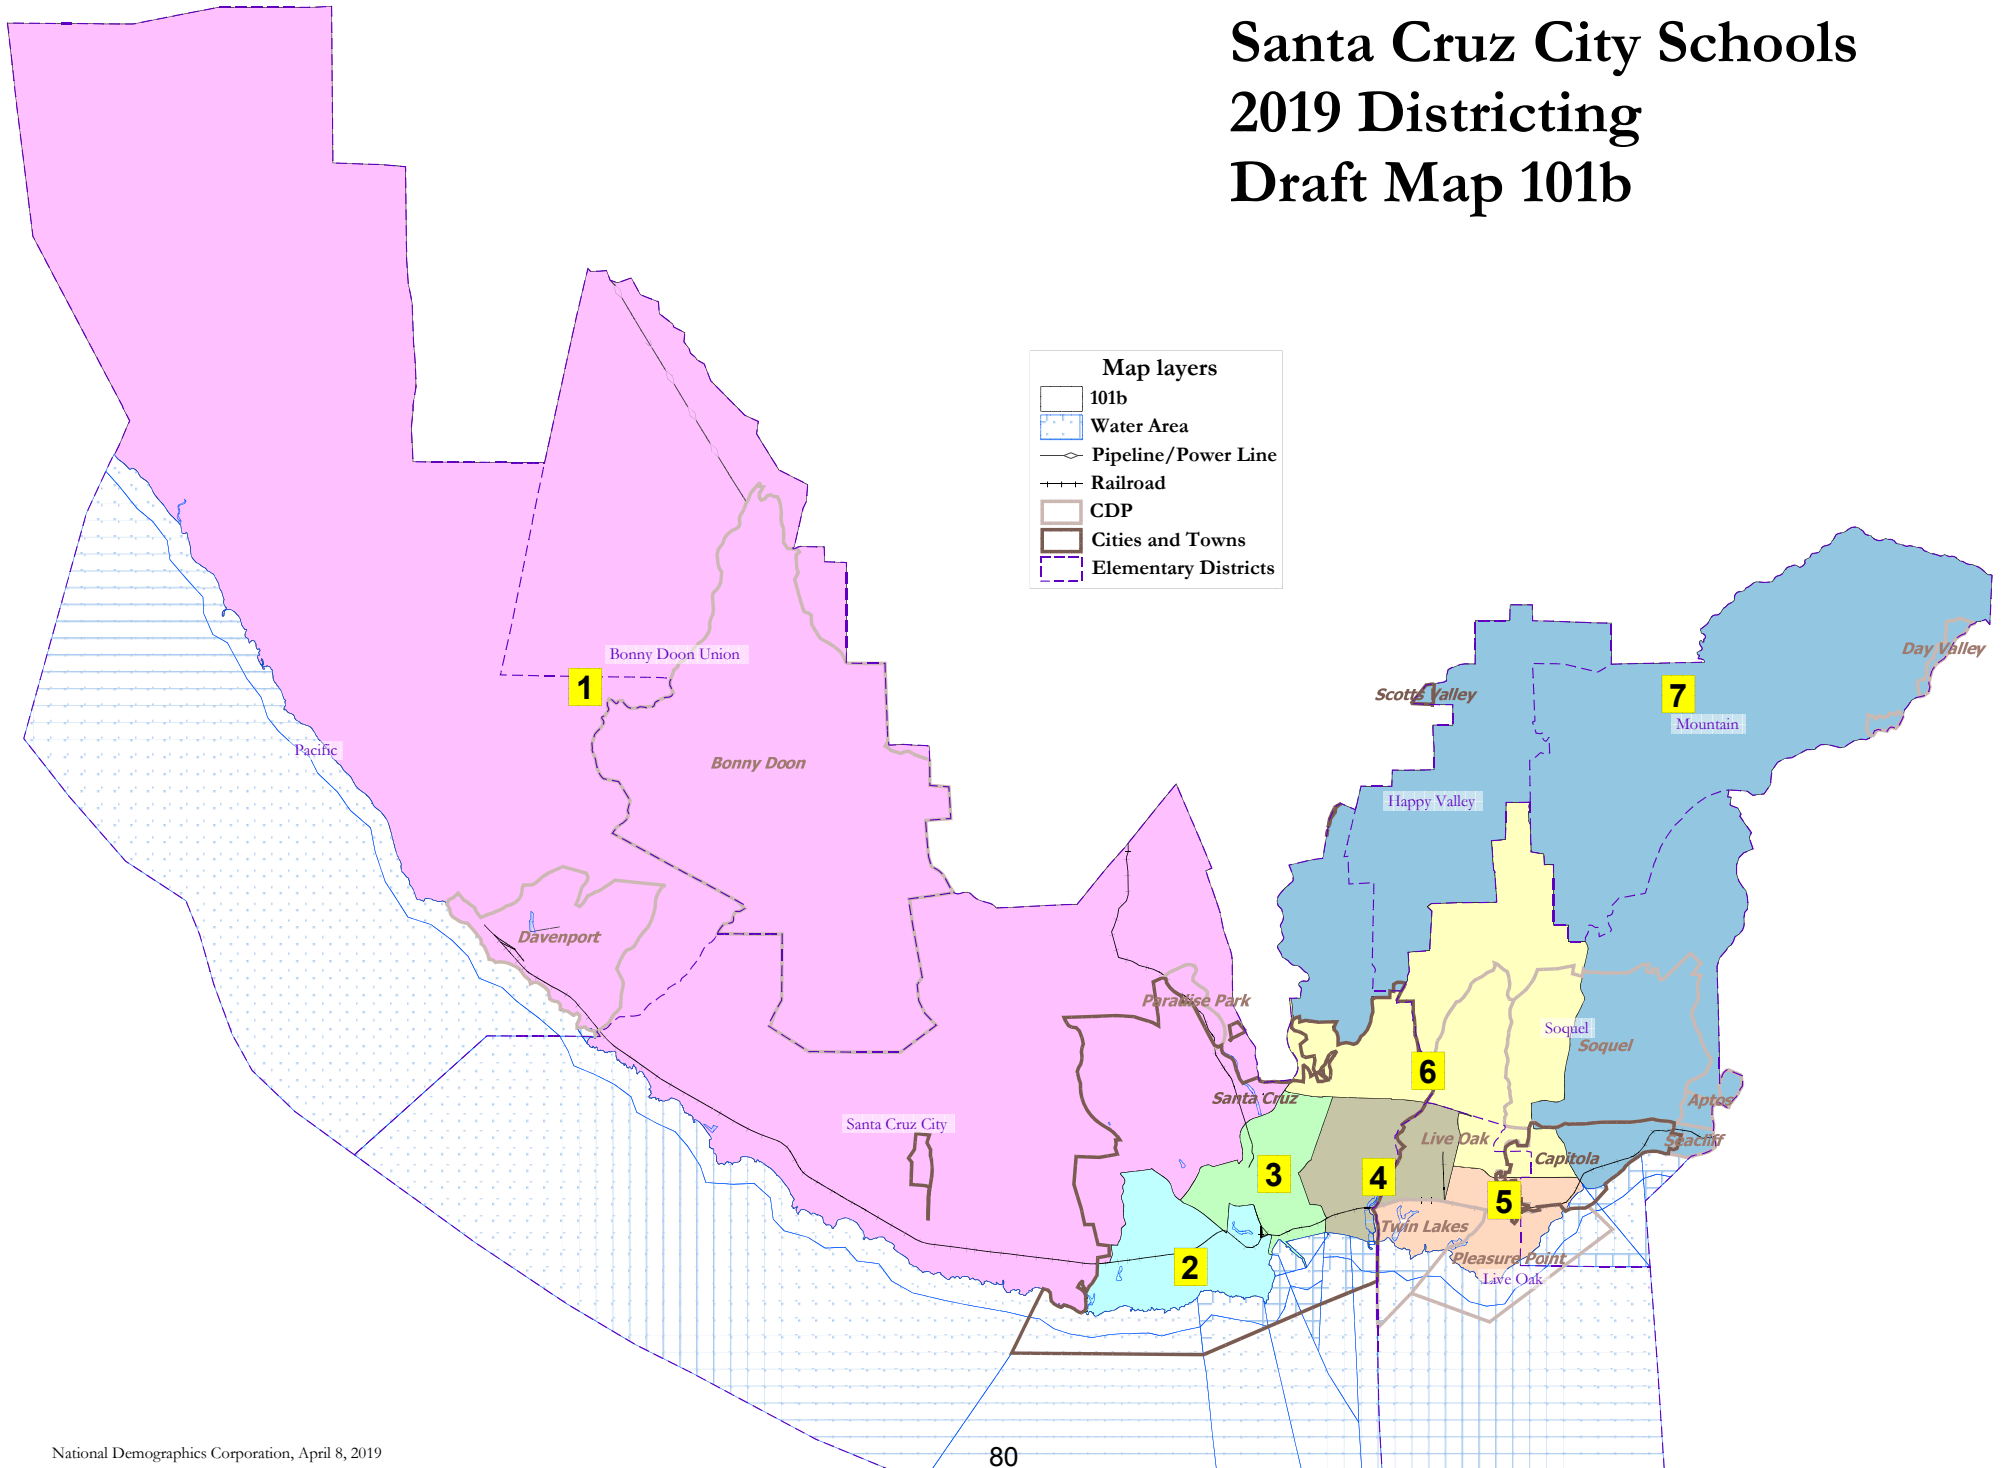 Santa Cruz City Schools
2019 Districting
Draft Map 101b
Map layers
101b
Water Area
Pipeline/Power Line
Railroad
CDP
Cities and Towns
Elementary Districts
Day Valley
Bonny Doon Union
1
Scotts Valley
7
Mountain
Pacific
Bonny Doon
Happy Valley
Davenport
Paradise Park
Soquel
Soquel
6
Santa Cruz
Aptos
Santa Cruz City
Live Oak
Seacliff
Capitola
3
4
5
Twin Lakes
2
Pleasure Point
Live Oak
National Demographics Corporation, April 8, 2019
80